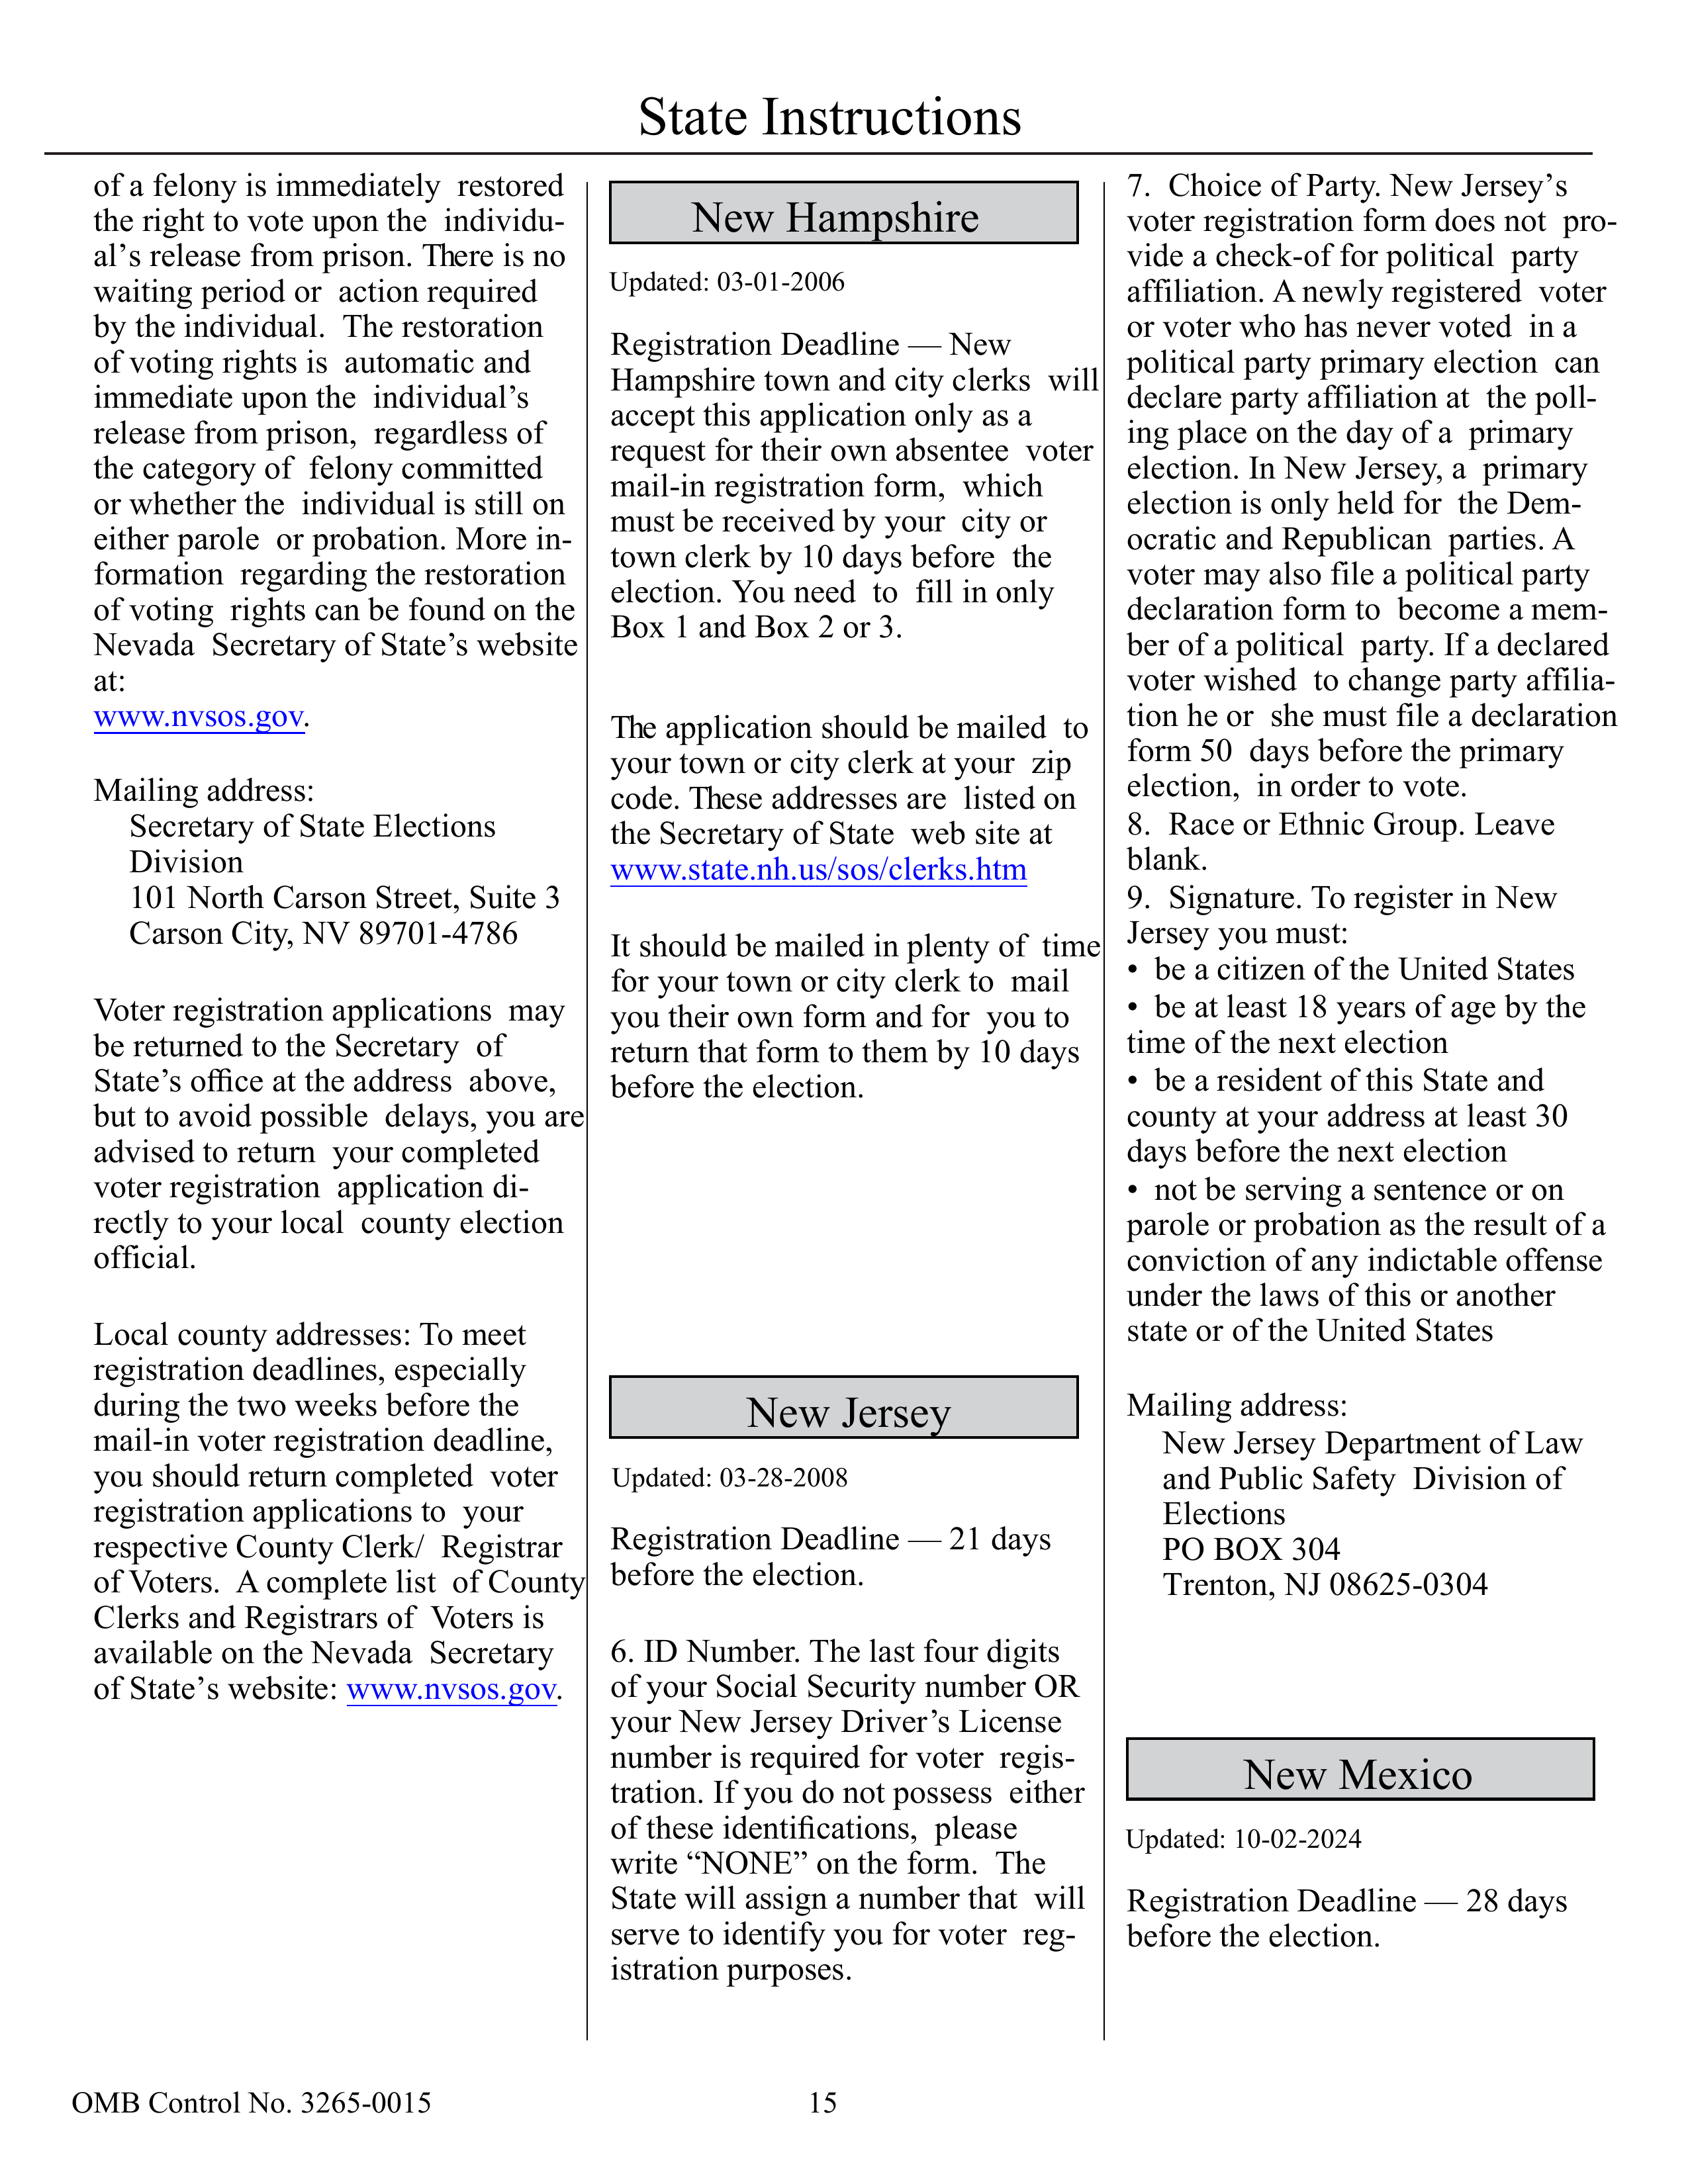 State Instructions
of a felony is immediately restored
the right to vote upon the individu-
al’s release from prison. There is no
waiting period or action required
by the individual. The restoration
of voting rights is automatic and
immediate upon the individual’s
release from prison, regardless of
the category of felony committed
or whether the individual is still on
either parole or probation. More in-
formation regarding the restoration
of voting rights can be found on the
Nevada Secretary of State’s website
at:
www.nvsos.gov.
Mailing address:
Secretary of State Elections
Division
101 North Carson Street, Suite 3
Carson City, NV 89701-4786
Voter registration applications may
be returned to the Secretary of
State’s office at the address above,
but to avoid possible delays, you are
advised to return your completed
voter registration application di-
rectly to your local county election
official.
Local county addresses: To meet
registration deadlines, especially
during the two weeks before the
mail-in voter registration deadline,
you should return completed voter
registration applications to your
respective County Clerk/ Registrar
of Voters. A complete list of County
Clerks and Registrars of Voters is
available on the Nevada Secretary
of State’s website: www.nvsos.gov.
New Hampshire
Updated: 03-01-2006
Registration Deadline — New
Hampshire town and city clerks will
accept this application only as a
request for their own absentee voter
mail-in registration form, which
must be received by your city or
town clerk by 10 days before the
election. You need to fill in only
Box 1 and Box 2 or 3.
The application should be mailed to
your town or city clerk at your zip
code. These addresses are listed on
the Secretary of State web site at
www.state.nh.us/sos/clerks.htm
It should be mailed in plenty of time
for your town or city clerk to mail
you their own form and for you to
return that form to them by 10 days
before the election.
New Jersey
Updated: 03-28-2008
Registration Deadline — 21 days
before the election.
6. ID Number. The last four digits
of your Social Security number OR
your New Jersey Driver’s License
number is required for voter regis-
tration. If you do not possess either
of these identifications, please
write “NONE” on the form. The
State will assign a number that will
serve to identify you for voter reg-
istration purposes.
7. Choice of Party. New Jersey’s
voter registration form does not pro-
vide a check-of for political party
affiliation. A newly registered voter
or voter who has never voted in a
political party primary election can
declare party affiliation at the poll-
ing place on the day of a primary
election. In New Jersey, a primary
election is only held for the Dem-
ocratic and Republican parties. A
voter may also file a political party
declaration form to become a mem-
ber of a political party. If a declared
voter wished to change party affilia-
tion he or she must file a declaration
form 50 days before the primary
election, in order to vote.
8. Race or Ethnic Group. Leave
blank.
9. Signature. To register in New
Jersey you must:
• be a citizen of the United States
• be at least 18 years of age by the
time of the next election
• be a resident of this State and
county at your address at least 30
days before the next election
• not be serving a sentence or on
parole or probation as the result of a
conviction of any indictable offense
under the laws of this or another
state or of the United States
Mailing address:
New Jersey Department of Law
and Public Safety Division of
Elections
PO BOX 304
Trenton, NJ 08625-0304
New Mexico
Updated: 10-02-2024
Registration Deadline — 28 days
before the election.
OMB Control No. 3265-0015
15